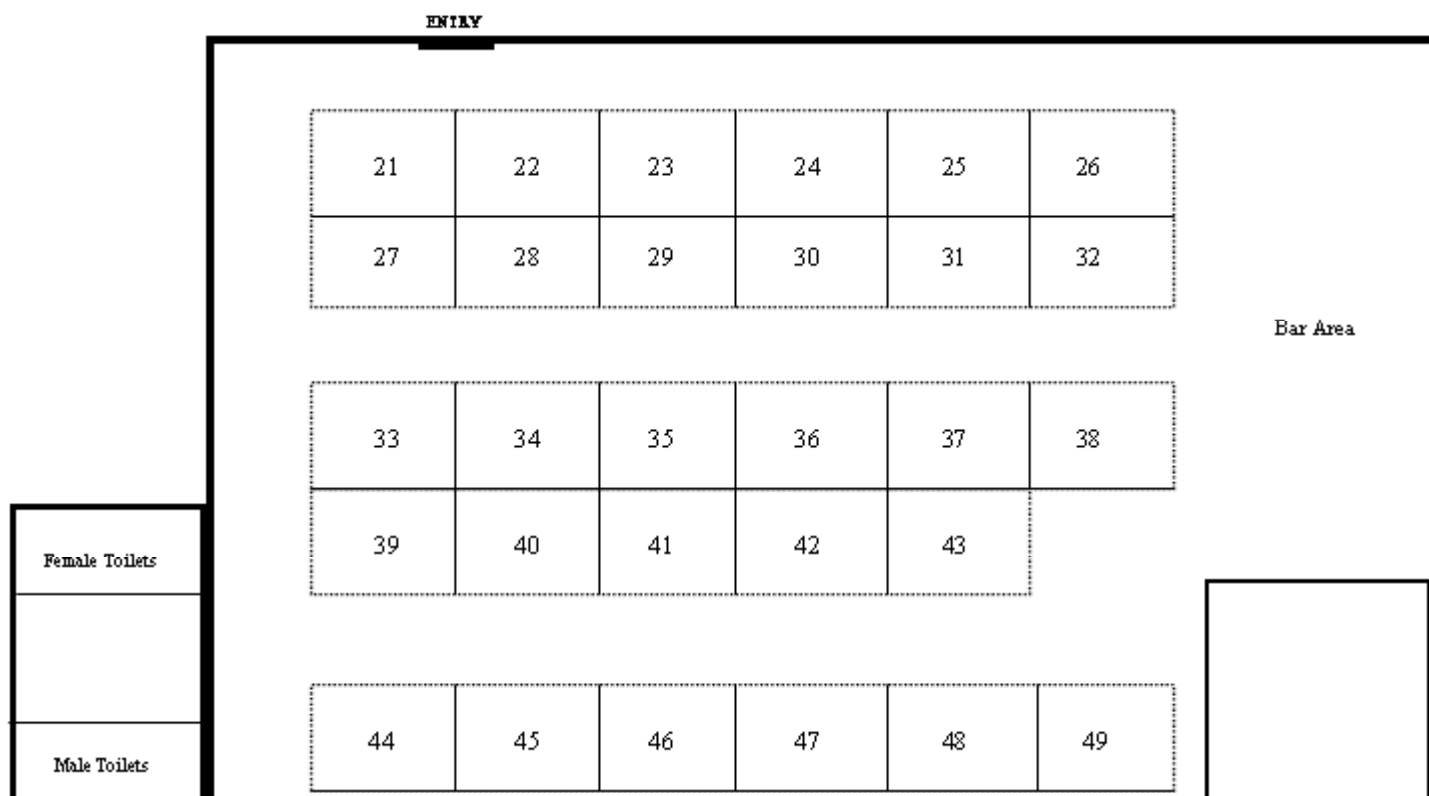 ENTRY
21 22 23 24 25 26
27 28 29 30 31 32
Bar Area
33 34 35 36 37 38
39 40 41 42 43
Female Toilets
44 45 46 47 48 49
Male Toilets